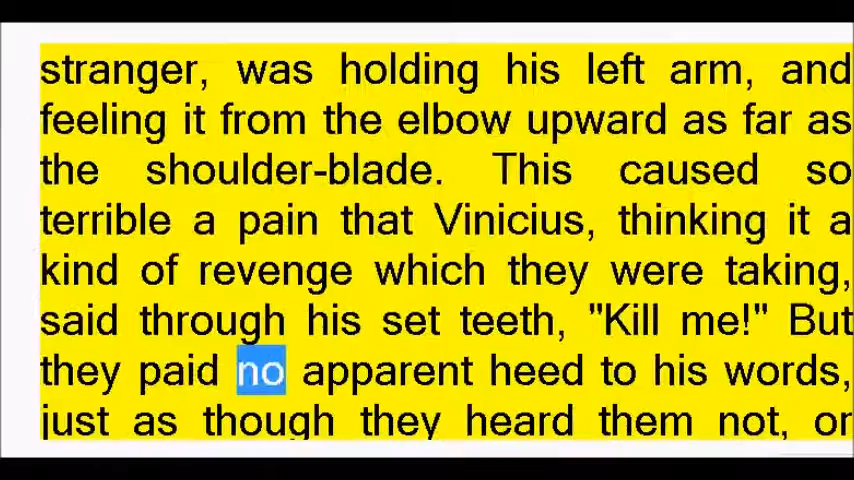 stranger, was holding his left arm, and
feeling it from the elbow upward as far as
the shoulder-blade. This caused so
terrible a pain that Vinicius, thinking it a
kind of revenge which they were taking,
said through his set teeth, "Kill me!" But
they paid no apparent heed to his words,
just as though they heard them not, or